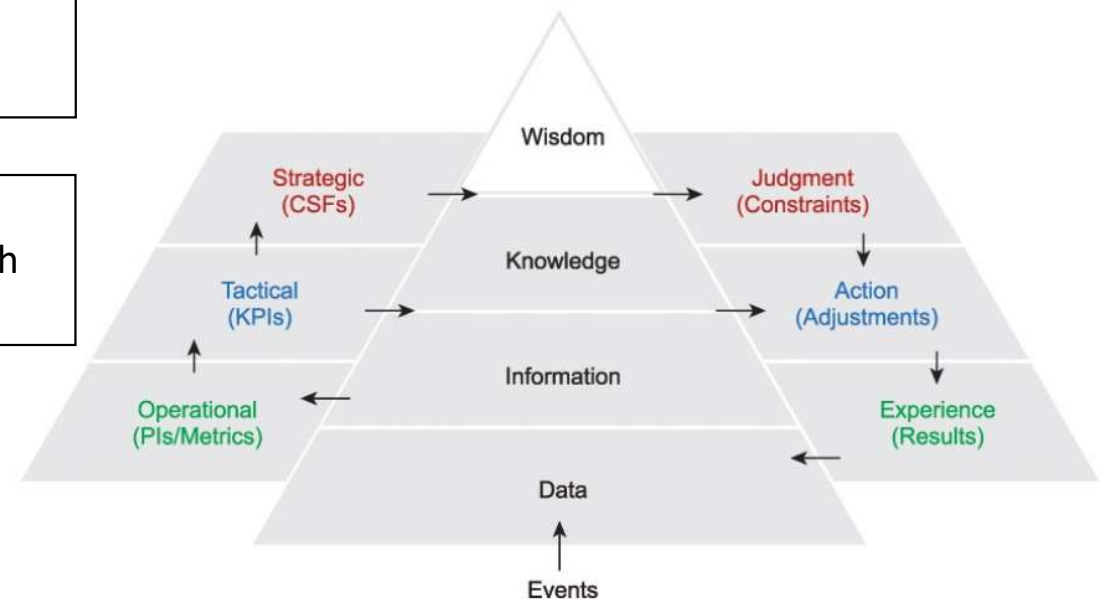 h
Wisdom
Strategic
(CSFs)
Judgment
(Constraints)
Knowledge
Tactical
(KPIs)
Action
(Adjustments)
Information
Operational
(PIs/Metrics)
Experience
(Results)
Data
Events